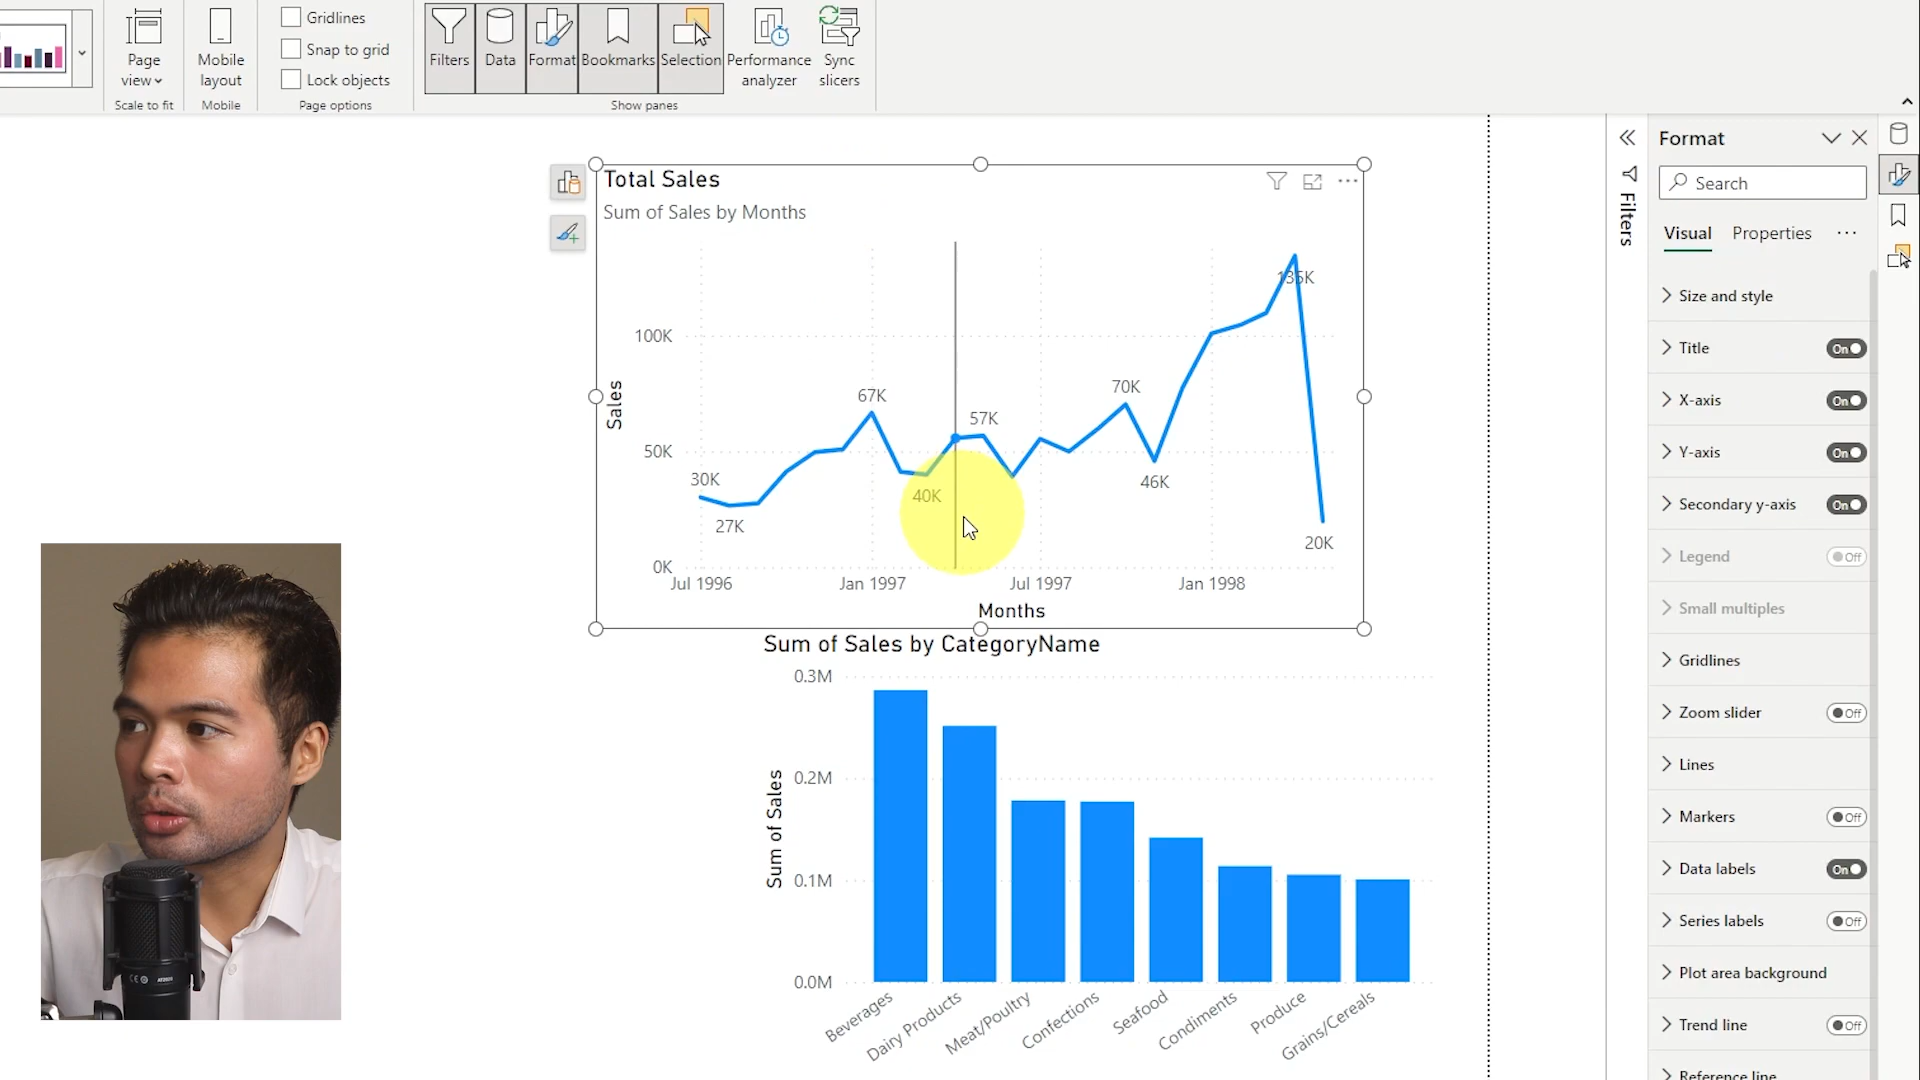 Page view
Scale to fit
Mobile layout
Mobile
Gridlines
Snap to grid
Lock objects
Page options
Filters
Data
Format
Bookmarks
Selection
Performance analyzer
Sync slicers
Show panes
Total Sales
Sum of Sales by Months
Sales
100K
50K
0K
30K
27K
67K
40K
57K
70K
46K
135K
20K
Jul 1996
Jan 1997
Jul 1997
Jan 1998
Months
Sum of Sales by CategoryName
Sum of Sales
0.3M
0.2M
0.1M
0.0M
Beverages
Dairy Products
Meat/Poultry
Confections
Seafood
Condiments
Produce
Grains/Cereals
Filters
Format
Search
Visual
Properties
Size and style
Title
On
X-axis
On
Y-axis
On
Secondary y-axis
On
Legend
Off
Small multiples
Gridlines
Zoom slider
Off
Lines
Markers
Off
Data labels
On
Series labels
Off
Plot area background
Trend line
Off
Reference line